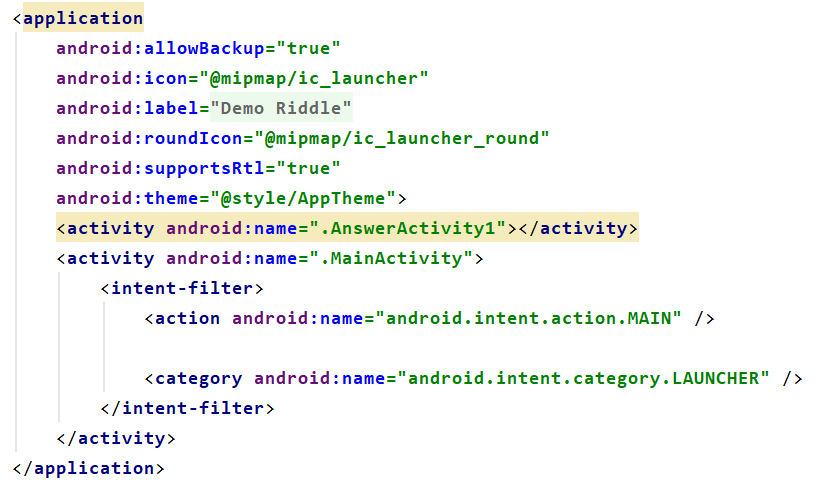 <application
android:allowBackup="true"
android:icon="@mipmap/ic_launcher"
android:label="Demo Riddle"
android:roundIcon="@mipmap/ic_launcher_round"
android:supportsRtl="true"
android:theme="@style/AppTheme">
<activity android:name=".AnswerActivity1"></activity>
<activity android:name=".MainActivity">
<intent-filter>
<action android:name="android.intent.action.MAIN" />
<category android:name="android.intent.category.LAUNCHER" />
</intent-filter>
</activity>
</application>